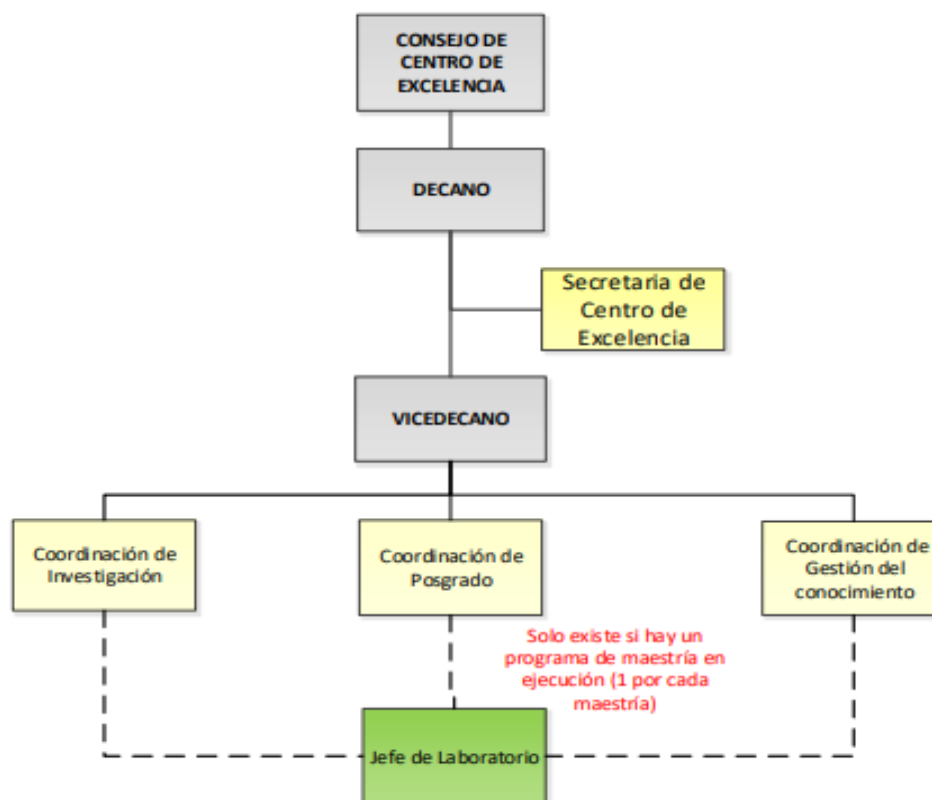 CONSEJO DE
CENTRO DE
EXCELENCIA
DECANO
Secretaria de
Centro de
Excelencia
VICEDECANO
Coordinación de
Investigación
Coordinación de
Posgrado
Coordinación de
Gestión del
conocimiento
Solo existe si hay un
programa de maestría en
ejecución (1 por cada
maestría)
Jefe de Laboratorio